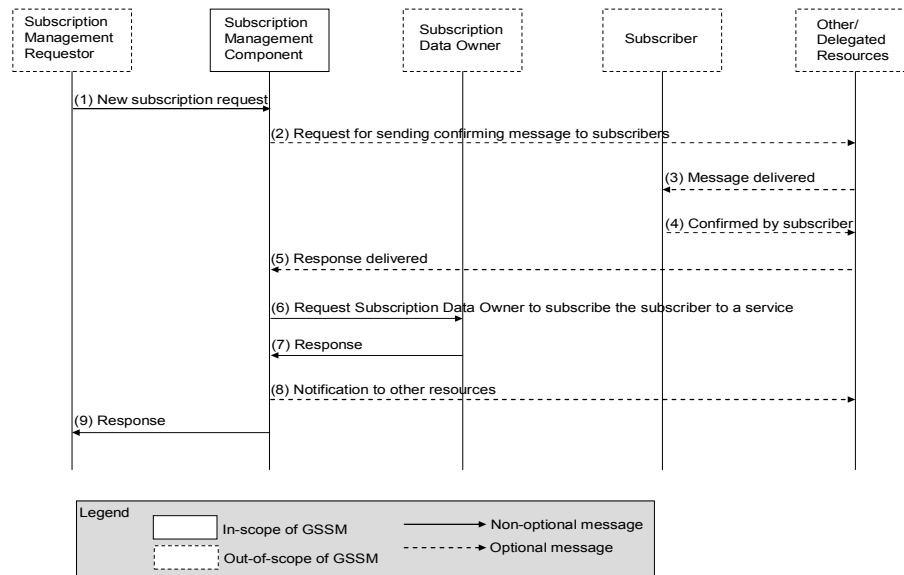 Subscription
Management
Requestor
Subscription
Management
Component
Subscription
Data Owner
Subscriber
Other/
Delegated
Resources
(1) New subscription request
(2) Request for sending confirming message to subscribers
(3) Message delivered
(4) Confirmed by subscriber
(5) Response delivered
(6) Request Subscription Data Owner to subscribe the subscriber to a service
(7) Response
(8) Notification to other resources
(9) Response
Legend
In-scope of GSSM
Non-optional message
Out-of-scope of GSSM
Optional message